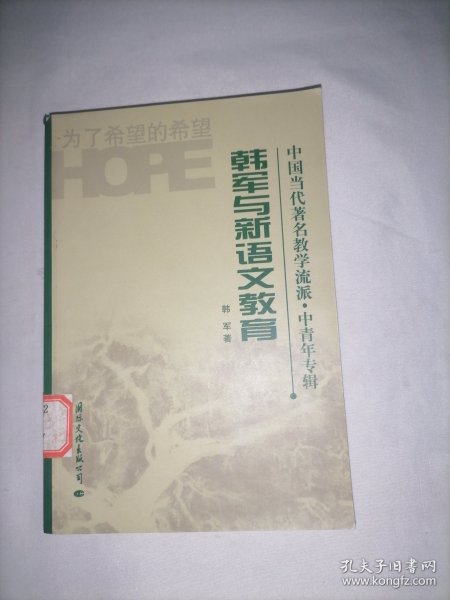 ·为了希望的希望
HOPE
中国当代著名教学流派·中青年专辑
韩军与新语文教育
韩军著
国际文化出版公司
2
孔夫子旧书网
www.kongfz.com